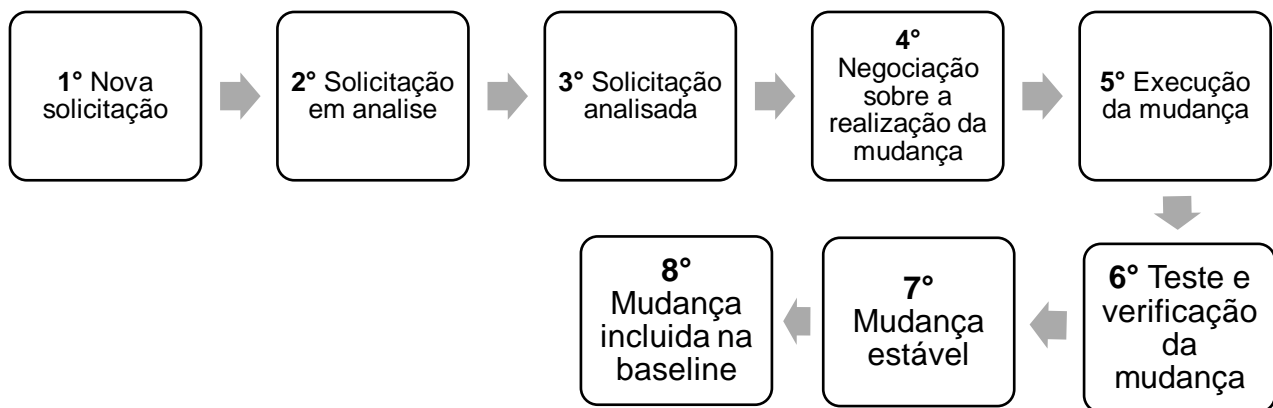 1° Nova
solicitação
2° Solicitação
em analise
3° Solicitação
analisada
4°
Negociação
sobre a
realização da
mudança
5° Execução
da mudança
6° Teste e
verificação
da
mudança
7°
Mudança
estável
8°
Mudança
incluida na
baseline